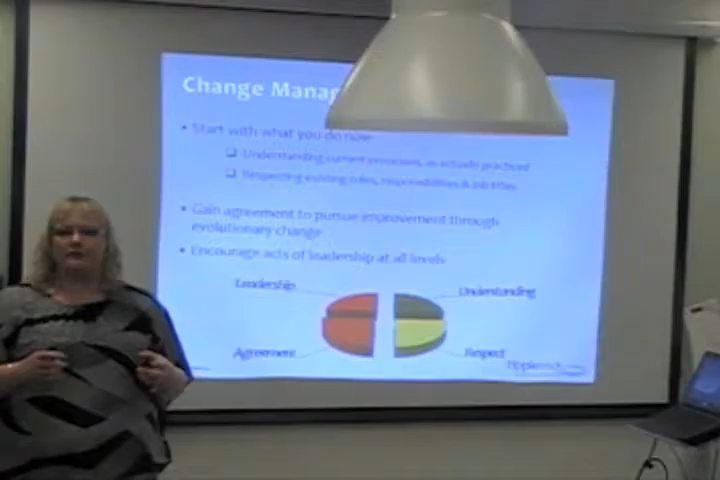 Change Manag
• Start with what you do now
❑ Understanding current processes, as actually practiced
❑ Respecting existing roles, responsibilities & job titles
• Gain agreement to pursue improvement through
evolutionary change
• Encourage acts of leadership at all levels
Leadership
Understanding
Agreement
Respect